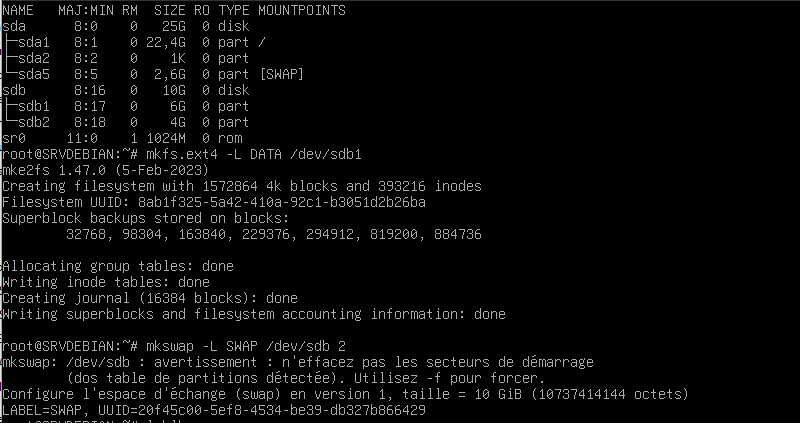 NAME   MAJ:MIN RM   SIZE RO TYPE MOUNTPOINTS
sda      8:0    0    25G  0 disk
├─sda1   8:1    0  22,4G  0 part /
├─sda2   8:2    0     1K  0 part
└─sda5   8:5    0   2,6G  0 part [SWAP]
sdb      8:16   0    10G  0 disk
├─sdb1   8:17   0     6G  0 part
└─sdb2   8:18   0     4G  0 part
sr0     11:0    1  1024M  0 rom
root@SRVDEBIAN:~# mkfs.ext4 -L DATA /dev/sdb1
mke2fs 1.47.0 (5-Feb-2023)
Creating filesystem with 1572864 4k blocks and 393216 inodes
Filesystem UUID: 8ab1f325-5a42-410a-92c1-b3051d2b26ba
Superblock backups stored on blocks:
        32768, 98304, 163840, 229376, 294912, 819200, 884736

Allocating group tables: done
Writing inode tables: done
Creating journal (16384 blocks): done
Writing superblocks and filesystem accounting information: done

root@SRVDEBIAN:~# mkswap -L SWAP /dev/sdb 2
mkswap: /dev/sdb : avertissement : n'effacez pas les secteurs de démarrage
        (dos table de partitions détectée). Utilisez -f pour forcer.
Configure l'espace d'échange (swap) en version 1, taille = 10 GiB (10737414144 octets)
LABEL=SWAP, UUID=20f45c00-5ef8-4534-be39-db327b866429